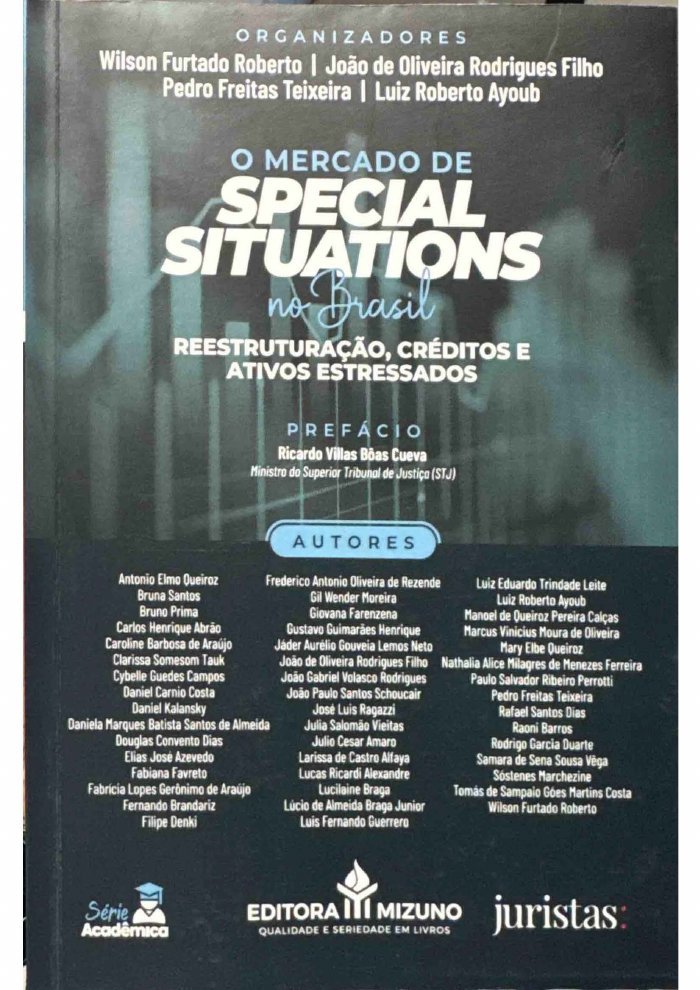 ORGANIZADORES
Wilson Furtado Roberto | João de Oliveira Rodrigues Filho
Pedro Freitas Teixeira | Luiz Roberto Ayoub
O MERCADO DE
SPECIAL
SITUATIONS
no Brasil
REESTRUTURAÇÃO, CRÉDITOS E
ATIVOS ESTRESSADOS
PREFÁCIO
Ricardo Villas Bôas Cueva
Ministro do Superior Tribunal de Justiça (STJ)
AUTORES
Antonio Elmo Queiroz
Bruna Santos
Bruno Prima
Carlos Henrique Abrão
Caroline Barbosa de Araújo
Clarissa Somesom Tauk
Cybelle Guedes Campos
Daniel Carnio Costa
Daniel Kalansky
Daniela Marques Batista Santos de Almeida
Douglas Convento Dias
Elias José Azevedo
Fabiana Favreto
Fabrícia Lopes Gerônimo de Araújo
Fernando Brandariz
Filipe Denki
Frederico Antonio Oliveira de Rezende
Gil Wender Moreira
Giovana Farenzena
Gustavo Guimarães Henrique
Jáder Aurélio Gouveia Lemos Neto
João de Oliveira Rodrigues Filho
João Gabriel Volasco Rodrigues
João Paulo Santos Schoucair
José Luis Ragazzi
Julia Salomão Vieitas
Julio Cesar Amaro
Larissa de Castro Alfaya
Lucas Ricardi Alexandre
Lucilaine Braga
Lúcio de Almeida Braga Junior
Luis Fernando Guerrero
Luiz Eduardo Trindade Leite
Luiz Roberto Ayoub
Manoel de Queiroz Pereira Calças
Marcus Vinicius Moura de Oliveira
Mary Elbe Queiroz
Nathalia Alice Milagres de Menezes Ferreira
Paulo Salvador Ribeiro Perrotti
Pedro Freitas Teixeira
Rafael Santos Dias
Raoni Barros
Rodrigo Garcia Duarte
Samara de Sena Sousa Vêga
Sóstenes Marchezine
Tomás de Sampaio Góes Martins Costa
Wilson Furtado Roberto
Série
Acadêmica
EDITORA MIZUNO
QUALIDADE E SERIEDADE EM LIVROS
juristas: